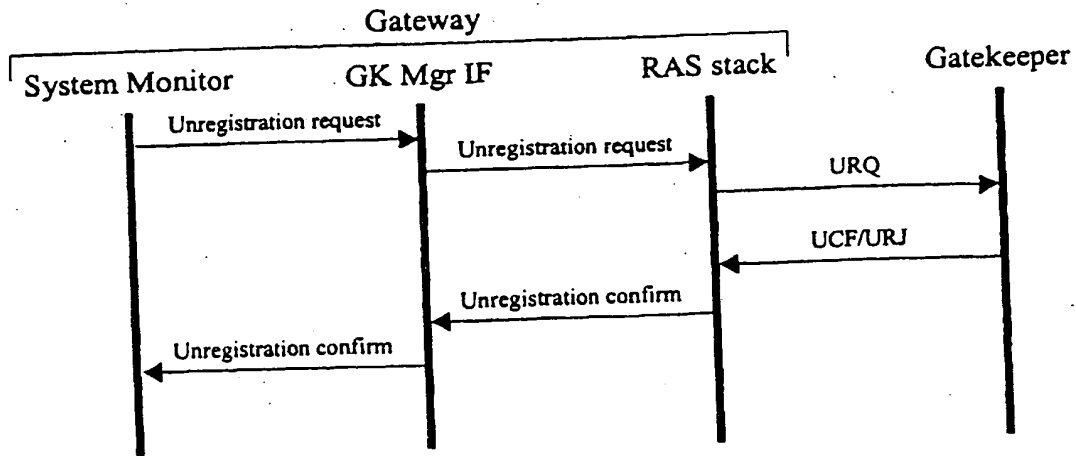 Gateway
System Monitor
GK Mgr IF
RAS stack
Gatekeeper
Unregistration request
Unregistration request
URQ
UCF/URJ
Unregistration confirm
Unregistration confirm